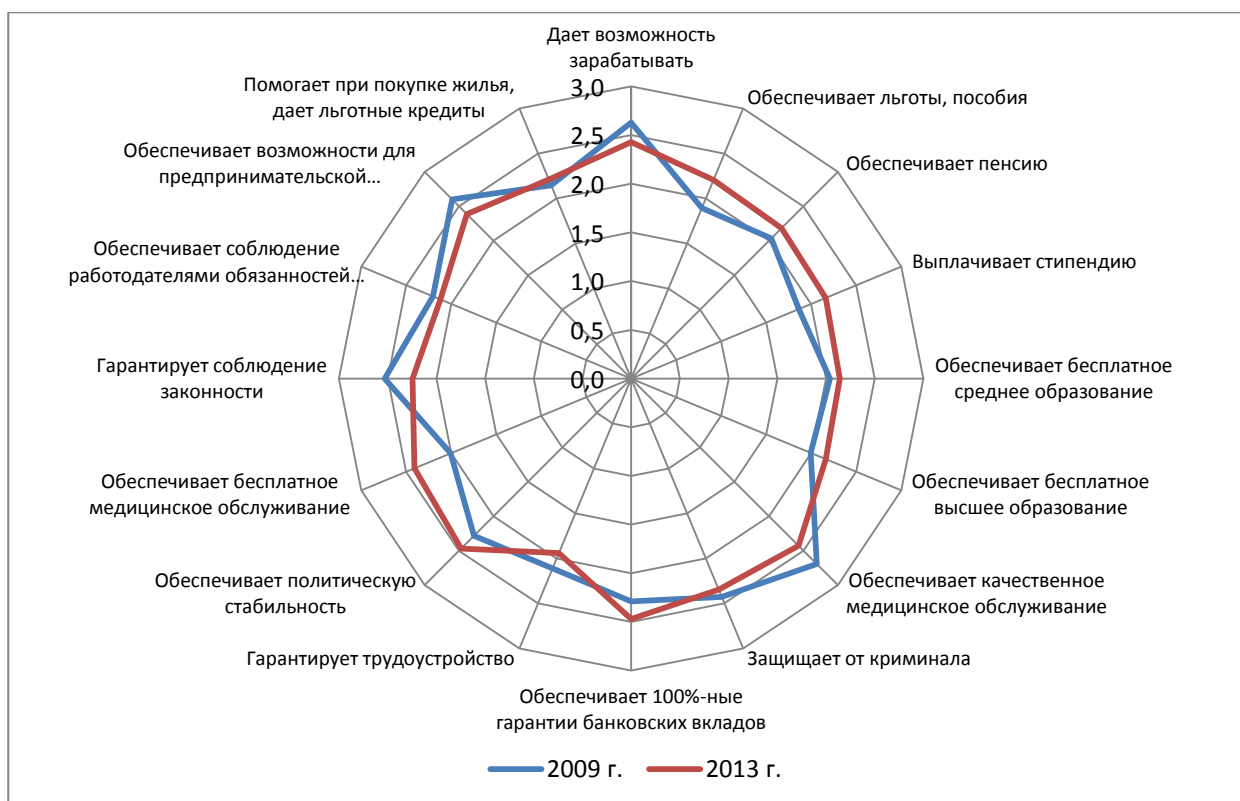 Дает возможность
зарабатывать
Обеспечивает льготы, пособия
Обеспечивает пенсию
Выплачивает стипендию
Обеспечивает бесплатное
среднее образование
Обеспечивает бесплатное
высшее образование
Обеспечивает качественное
медицинское обслуживание
Защищает от криминала
Обеспечивает 100%-ные
гарантии банковских вкладов
Гарантирует трудоустройство
Обеспечивает политическую
стабильность
Обеспечивает бесплатное
медицинское обслуживание
Гарантирует соблюдение
законности
Обеспечивает соблюдение
работодателями обязанностей…
Обеспечивает возможности для
предпринимательской…
Помогает при покупке жилья,
дает льготные кредиты
3,0
2,5
2,0
1,5
1,0
0,5
0,0
2009 г.
2013 г.